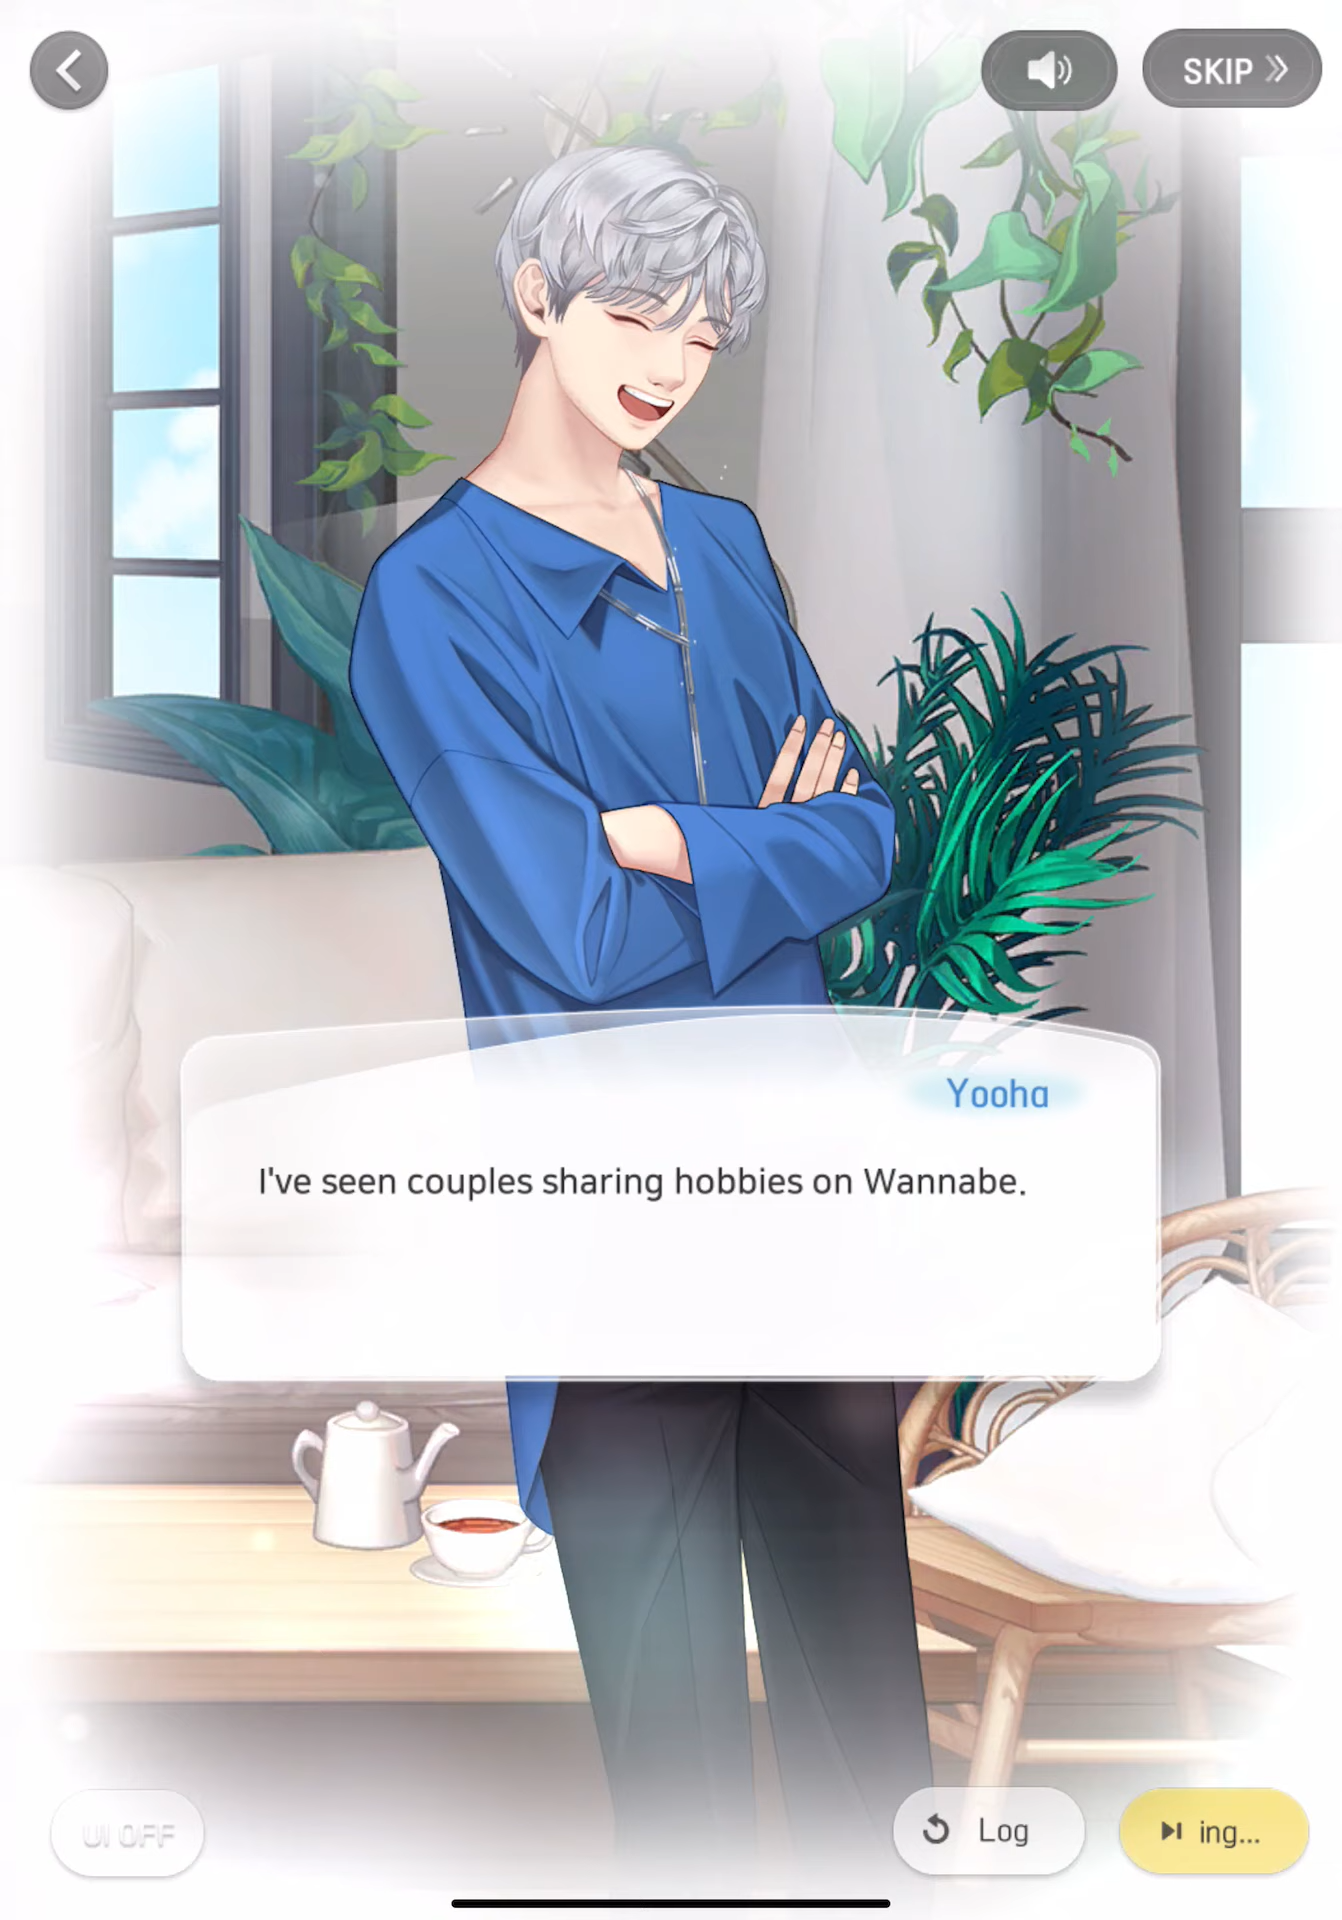 SKIP
Yooha
I've seen couples sharing hobbies on Wannabe.
UI OFF
Log
ing...